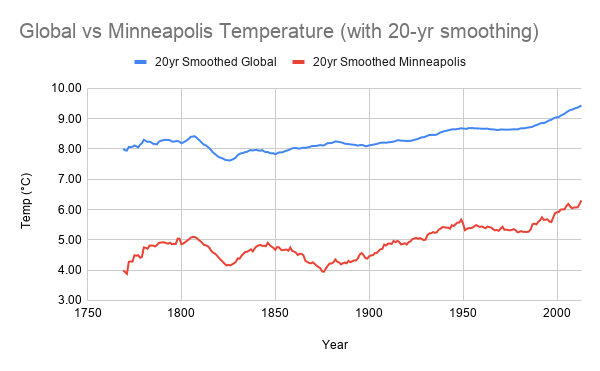 Global vs Minneapolis Temperature (with 20-yr smoothing)
20yr Smoothed Global
20yr Smoothed Minneapolis
Temp (°C)
10.00
9.00
8.00
7.00
6.00
5.00
4.00
3.00
1750
1800
1850
1900
1950
2000
Year